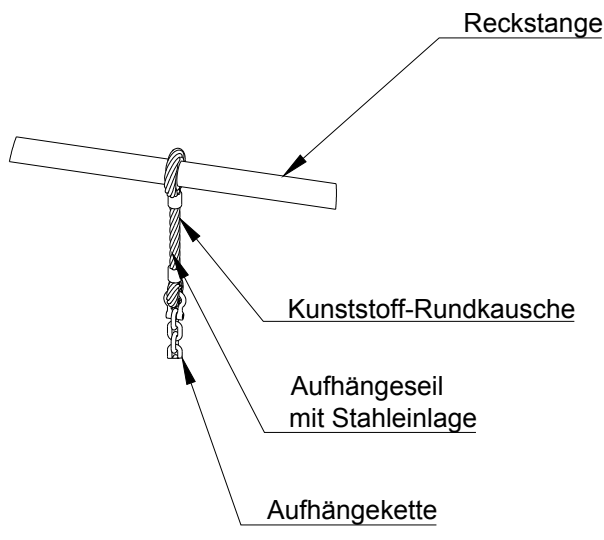 Reckstange
Kunststoff-Rundkausche
Aufhängeseil
mit Stahleinlage
Aufhängekette